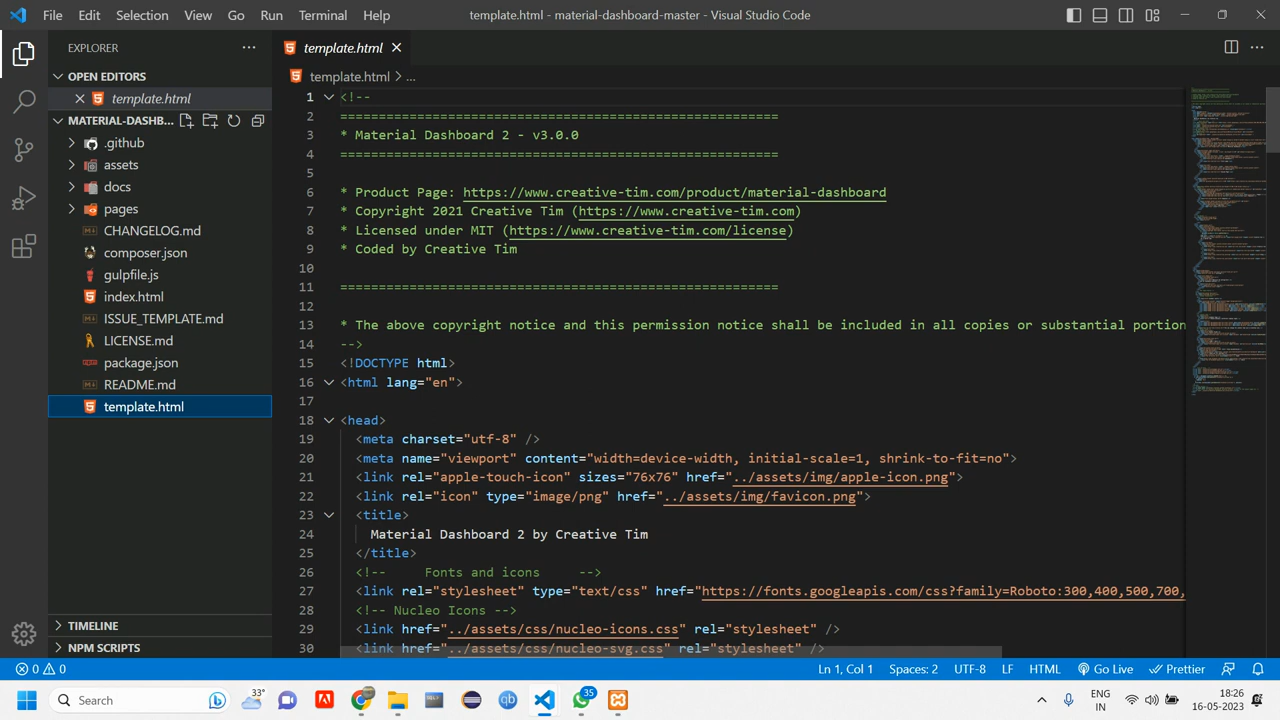 File Edit Selection View Go Run Terminal Help template.html - material-dashboard-master - Visual Studio Code
EXPLORER
OPEN EDITORS
template.html
MATERIAL-DASHB...
.github
assets
docs
pages
CHANGELOG.md
composer.json
gulpfile.js
index.html
ISSUE_TEMPLATE.md
LICENSE.md
package.json
README.md
template.html
TIMELINE
NPM SCRIPTS
template.html
template.html > ...
1 <!--
2 =========================================================
3 * Material Dashboard 2 - v3.0.0
4 =========================================================
5
6 * Product Page: https://www.creative-tim.com/product/material-dashboard
7 * Copyright 2021 Creative Tim (https://www.creative-tim.com)
8 * Licensed under MIT (https://www.creative-tim.com/license)
9 * Coded by Creative Tim
10
11 =========================================================
12
13 * The above copyright notice and this permission notice shall be included in all copies or substantial portion
14 -->
15 <!DOCTYPE html>
16 <html lang="en">
17
18 <head>
19 <meta charset="utf-8" />
20 <meta name="viewport" content="width=device-width, initial-scale=1, shrink-to-fit=no">
21 <link rel="apple-touch-icon" sizes="76x76" href="../assets/img/apple-icon.png">
22 <link rel="icon" type="image/png" href="../assets/img/favicon.png">
23 <title>
24 Material Dashboard 2 by Creative Tim
25 </title>
26 <!-- Fonts and icons -->
27 <link rel="stylesheet" type="text/css" href="https://fonts.googleapis.com/css?family=Roboto:300,400,500,700,
28 <!-- Nucleo Icons -->
29 <link href="../assets/css/nucleo-icons.css" rel="stylesheet" />
30 <link href="../assets/css/nucleo-svg.css" rel="stylesheet" />
0 0 Ln 1, Col 1 Spaces: 2 UTF-8 LF HTML Go Live Prettier
Search 33° 35 ENG IN 18:26 16-05-2023